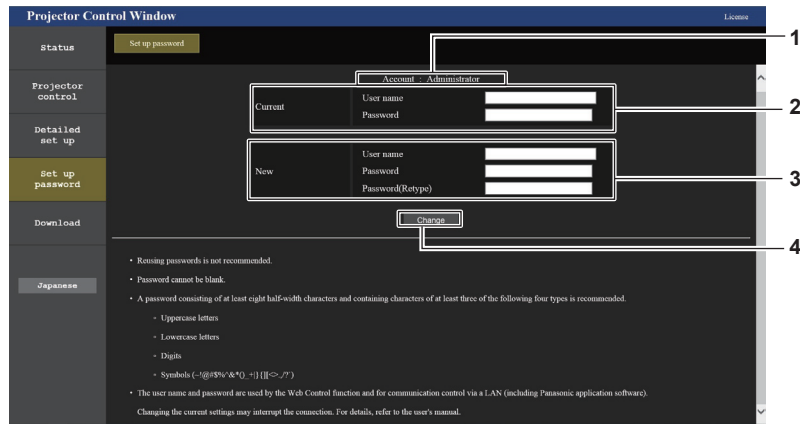 Projector Control Window
License
Status
Set up password
1
Projector
control
Account : Administrator
Current
User name
Password
2
Detailed
set up
Set up
password
New
User name
Password
Password(Retype)
3
Download
Change
4
Japanese
• Reusing passwords is not recommended.
• Password cannot be blank.
• A password consisting of at least eight half-width characters and containing characters of at least three of the following four types is recommended.
- Uppercase letters
- Lowercase letters
- Digits
- Symbols (~!@#$%^&*()_+|}{][<>.,/?`)
• The user name and password are used by the Web Control function and for communication control via a LAN (including Panasonic application software).
Changing the current settings may interrupt the connection. For details, refer to the user's manual.